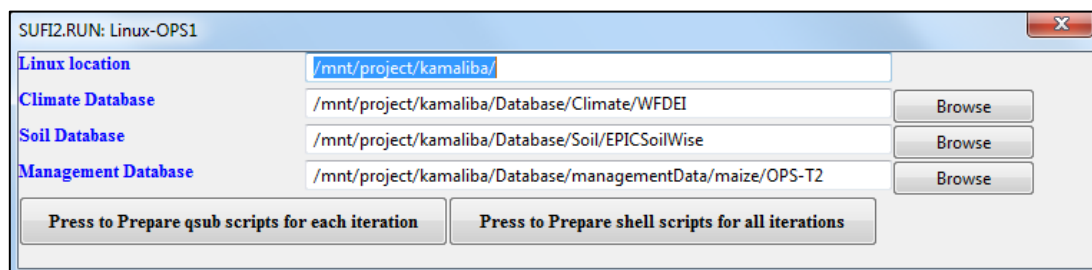 SUFI2.RUN: Linux-OPS1
Linux location /mnt/project/kamaliba/
Climate Database /mnt/project/kamaliba/Database/Climate/WFDEI Browse
Soil Database /mnt/project/kamaliba/Database/Soil/EPICSoilWise Browse
Management Database /mnt/project/kamaliba/Database/managementData/maize/OPS-T2 Browse
Press to Prepare qsub scripts for each iteration Press to Prepare shell scripts for all iterations